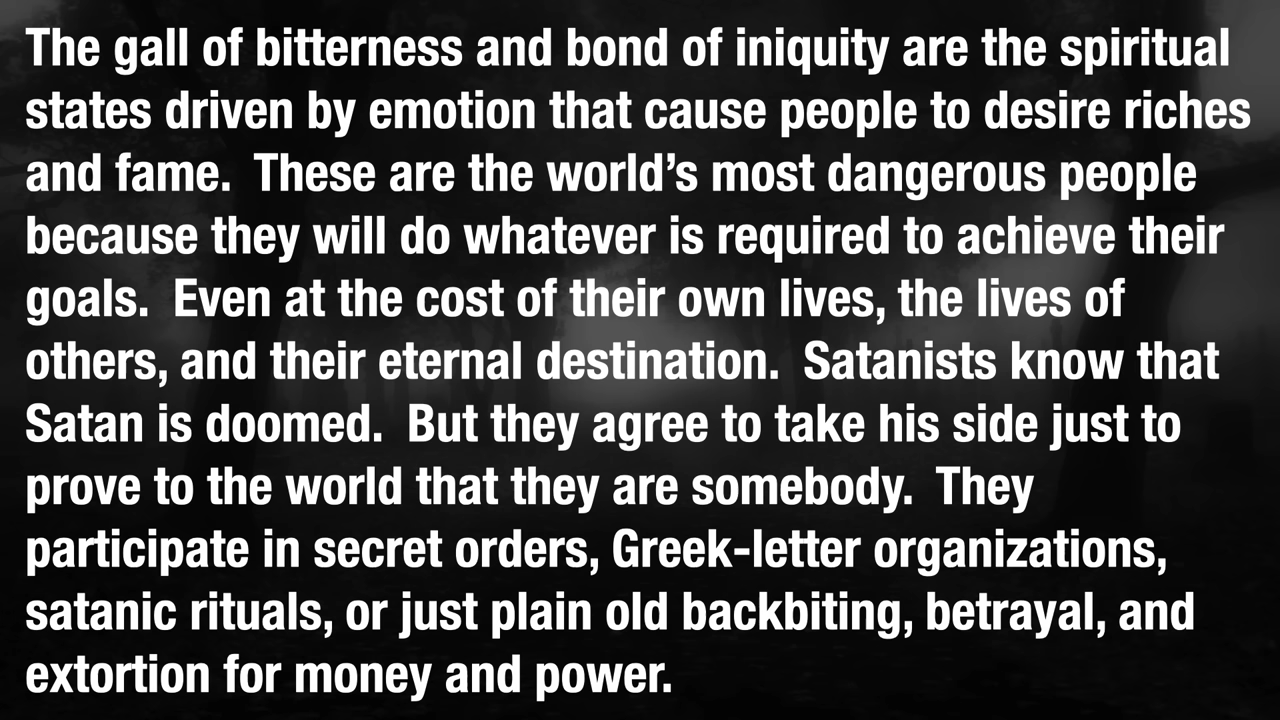 The gall of bitterness and bond of iniquity are the spiritual
states driven by emotion that cause people to desire riches
and fame.  These are the world’s most dangerous people
because they will do whatever is required to achieve their
goals.  Even at the cost of their own lives, the lives of
others, and their eternal destination.  Satanists know that
Satan is doomed.  But they agree to take his side just to
prove to the world that they are somebody.  They
participate in secret orders, Greek-letter organizations,
satanic rituals, or just plain old backbiting, betrayal, and
extortion for money and power.